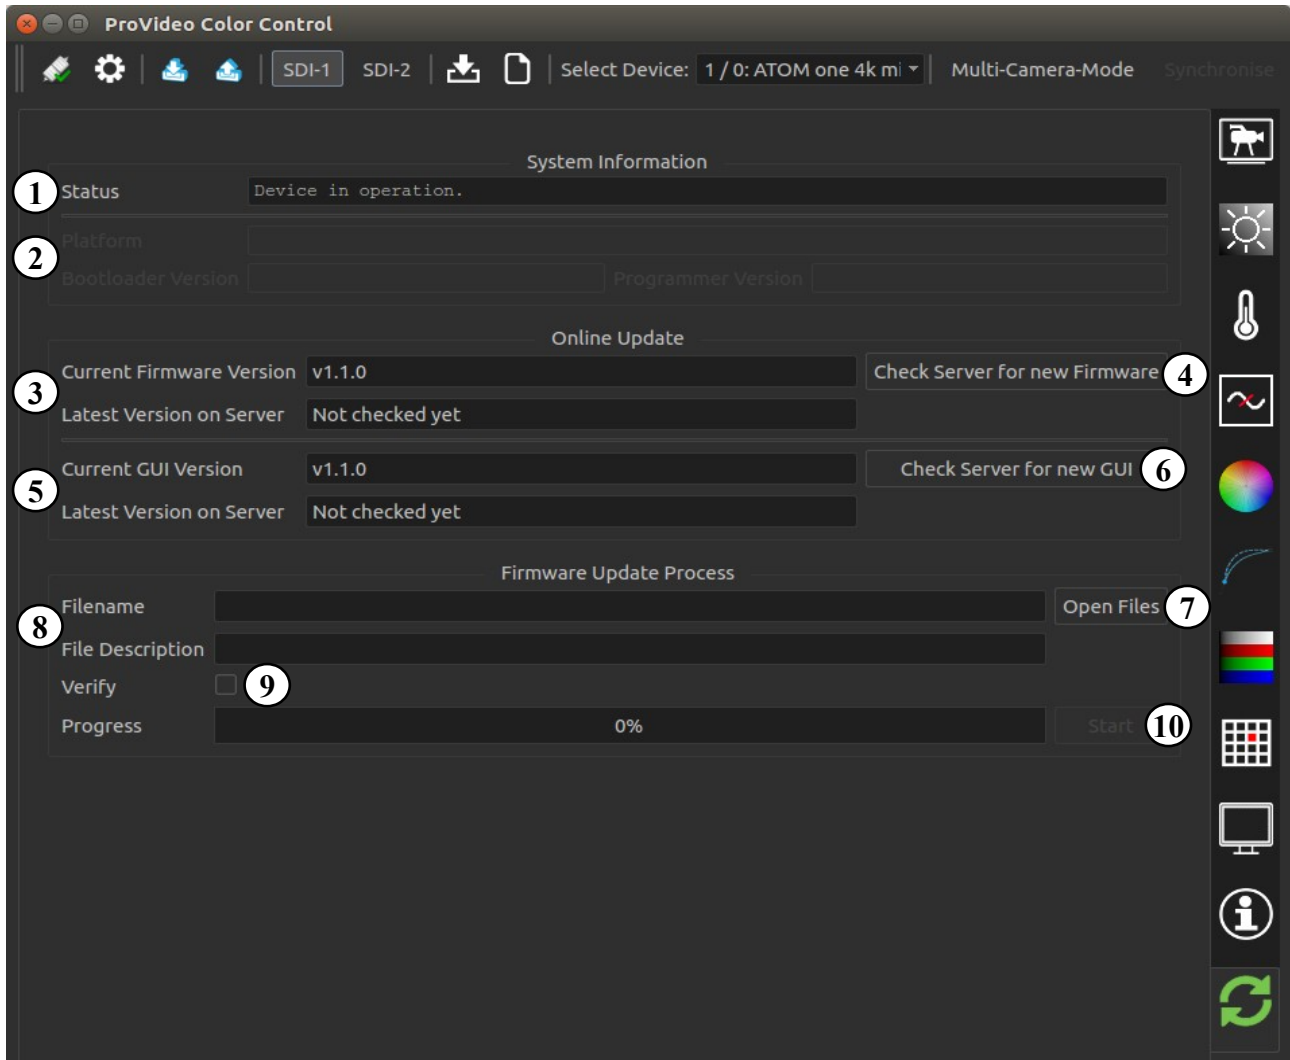 ProVideo Color Control
SDI-1 SDI-2 Select Device: 1 / 0: ATOM one 4k mi Multi-Camera-Mode Synchronise
System Information
1 Status Device in operation.
2 Platform
Bootloader Version Programmer Version
Online Update
3 Current Firmware Version v1.1.0 Check Server for new Firmware 4
Latest Version on Server Not checked yet
5 Current GUI Version v1.1.0 Check Server for new GUI 6
Latest Version on Server Not checked yet
Firmware Update Process
8 Filename Open Files 7
File Description
Verify 9
Progress 0% Start 10